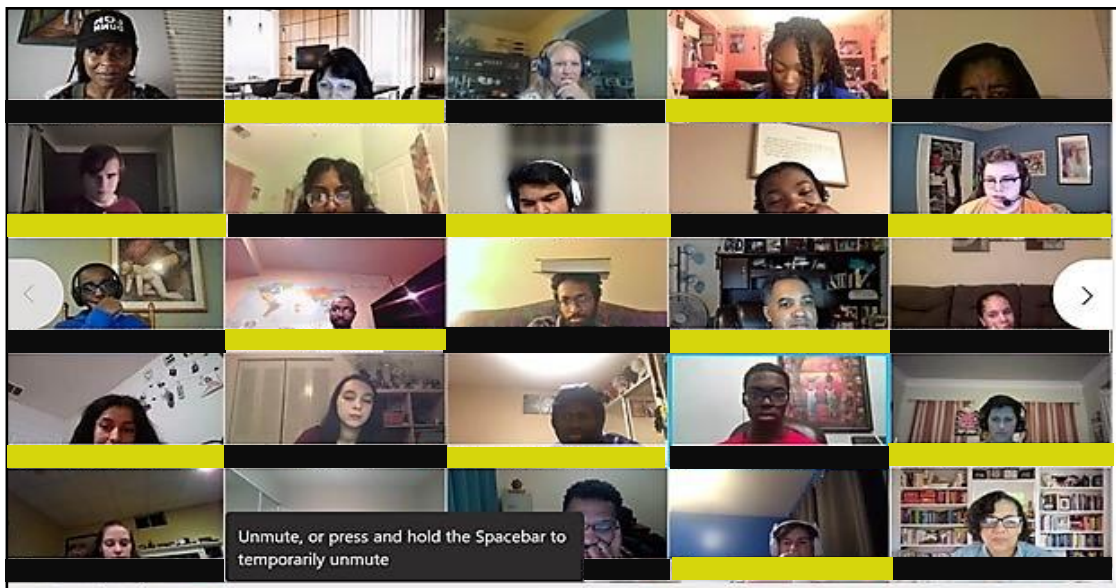 Unmute, or press and hold the Spacebar to
temporarily unmute